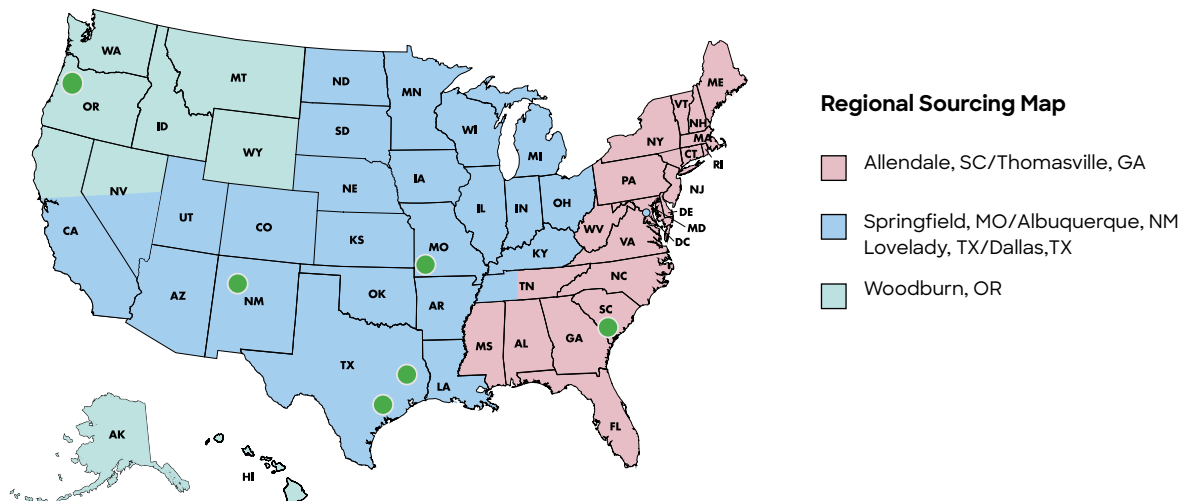 WA
MT
ND
MN
ME
OR
ID
WY
SD
WI
MI
VT
NH
NY
MA
CT
RI
NV
UT
CO
NE
IA
IL
IN
OH
PA
NJ
CA
KS
MO
KY
WV
VA
DE
MD
DC
AZ
NM
OK
AR
TN
NC
SC
TX
LA
MS
AL
GA
FL
AK
HI
Regional Sourcing Map
Allendale, SC/Thomasville, GA
Springfield, MO/Albuquerque, NM
Lovelady, TX/Dallas,TX
Woodburn, OR